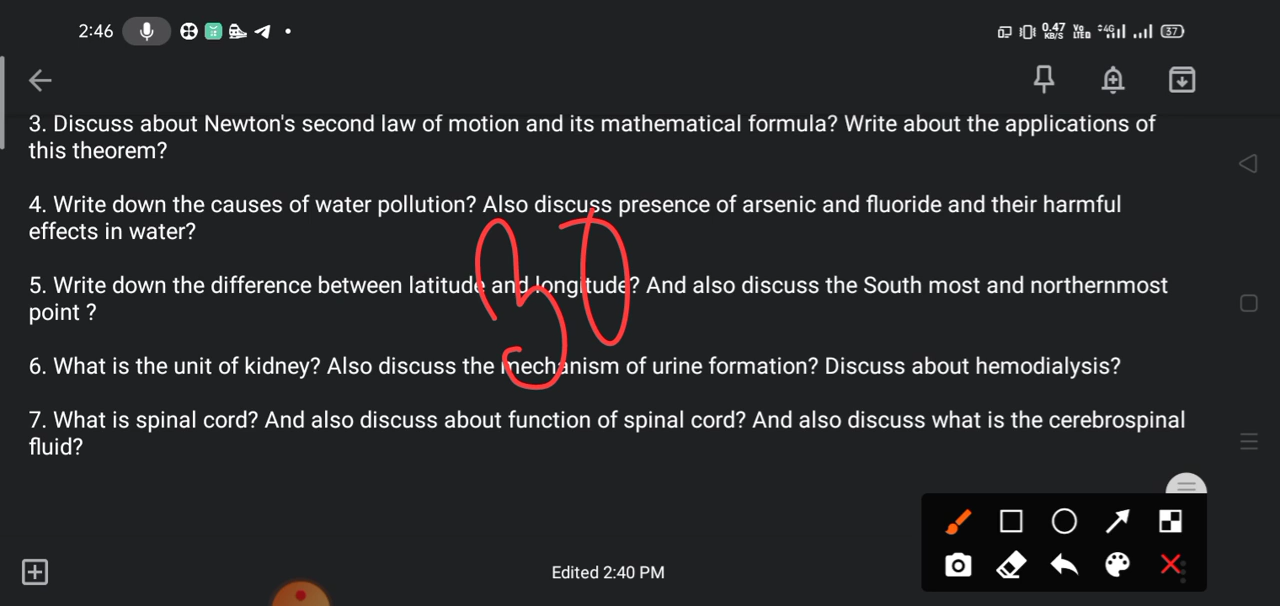 2:46
0.47 KB/S Vo LTED 4G 37
3. Discuss about Newton's second law of motion and its mathematical formula? Write about the applications of
this theorem?
4. Write down the causes of water pollution? Also discuss presence of arsenic and fluoride and their harmful
effects in water?
5. Write down the difference between latitude and longitude? And also discuss the South most and northernmost
point ?
30
6. What is the unit of kidney? Also discuss the mechanism of urine formation? Discuss about hemodialysis?
7. What is spinal cord? And also discuss about function of spinal cord? And also discuss what is the cerebrospinal
fluid?
Edited 2:40 PM